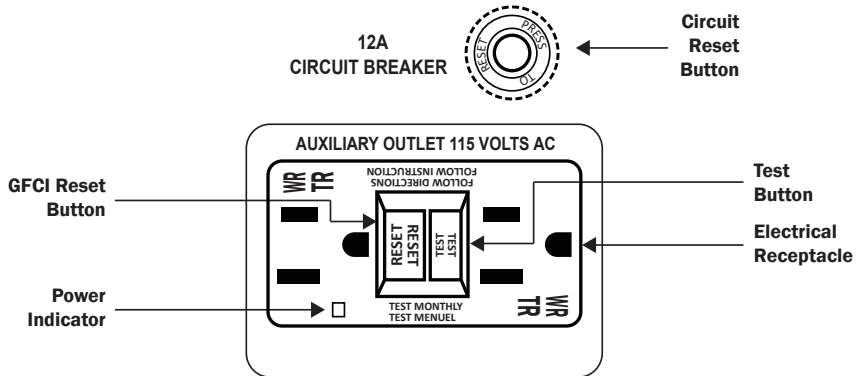 Circuit
Reset
Button
12A
CIRCUIT BREAKER
PRESS
TO
RESET
AUXILIARY OUTLET 115 VOLTS AC
GFCI Reset
Button
WR
TR
FOLLOW DIRECTIONS
FOLLOW INSTRUCTION
RESET
RESET
TEST
TEST
Test
Button
Electrical
Receptacle
Power
Indicator
TEST MONTHLY
TEST MENUEL
WR
TR